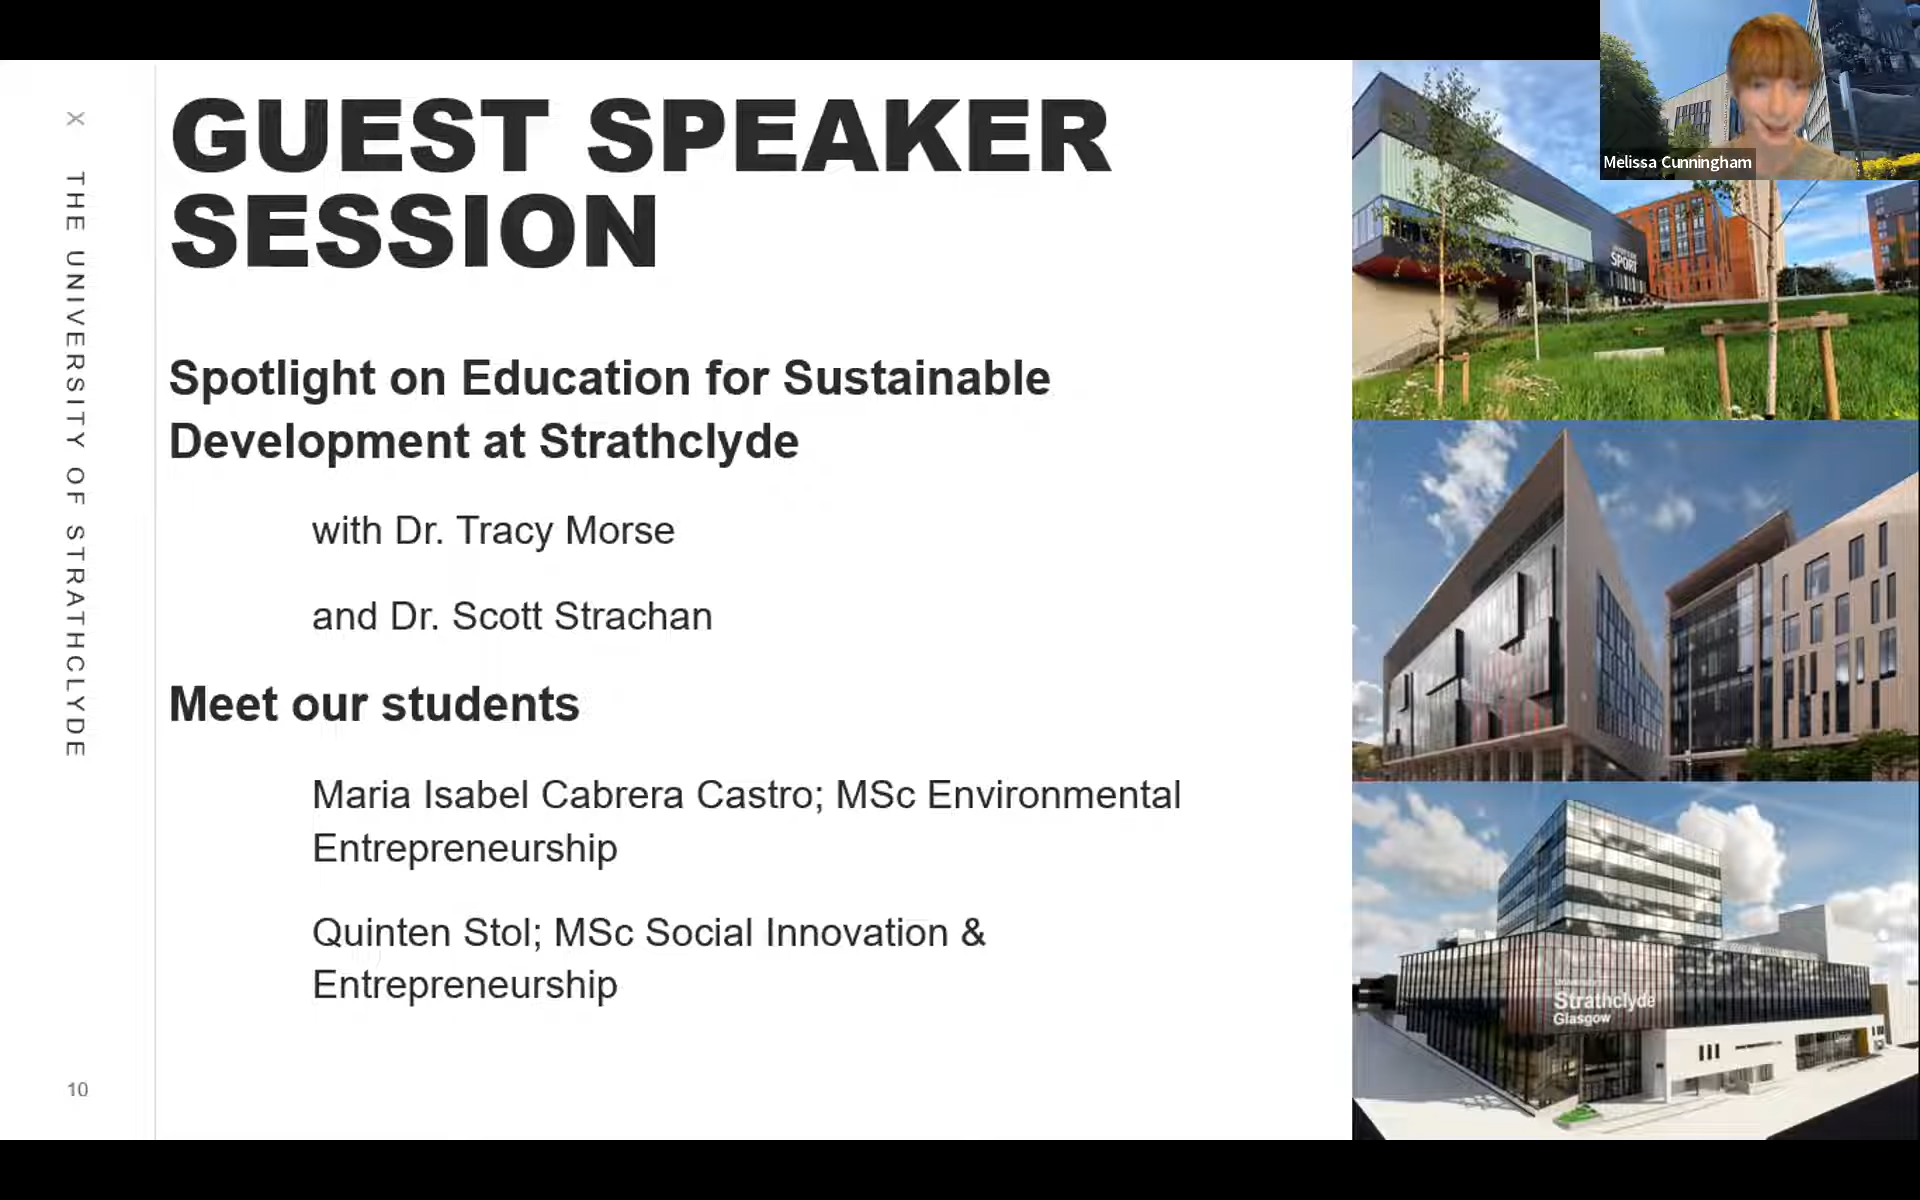 GUEST SPEAKER
SESSION
Spotlight on Education for Sustainable
Development at Strathclyde
with Dr. Tracy Morse
and Dr. Scott Strachan
Meet our students
Maria Isabel Cabrera Castro; MSc Environmental
Entrepreneurship
Quinten Stol; MSc Social Innovation &
Entrepreneurship
X THE UNIVERSITY OF STRATHCLYDE
10
Melissa Cunningham
SPORT
Strathclyde
Glasgow